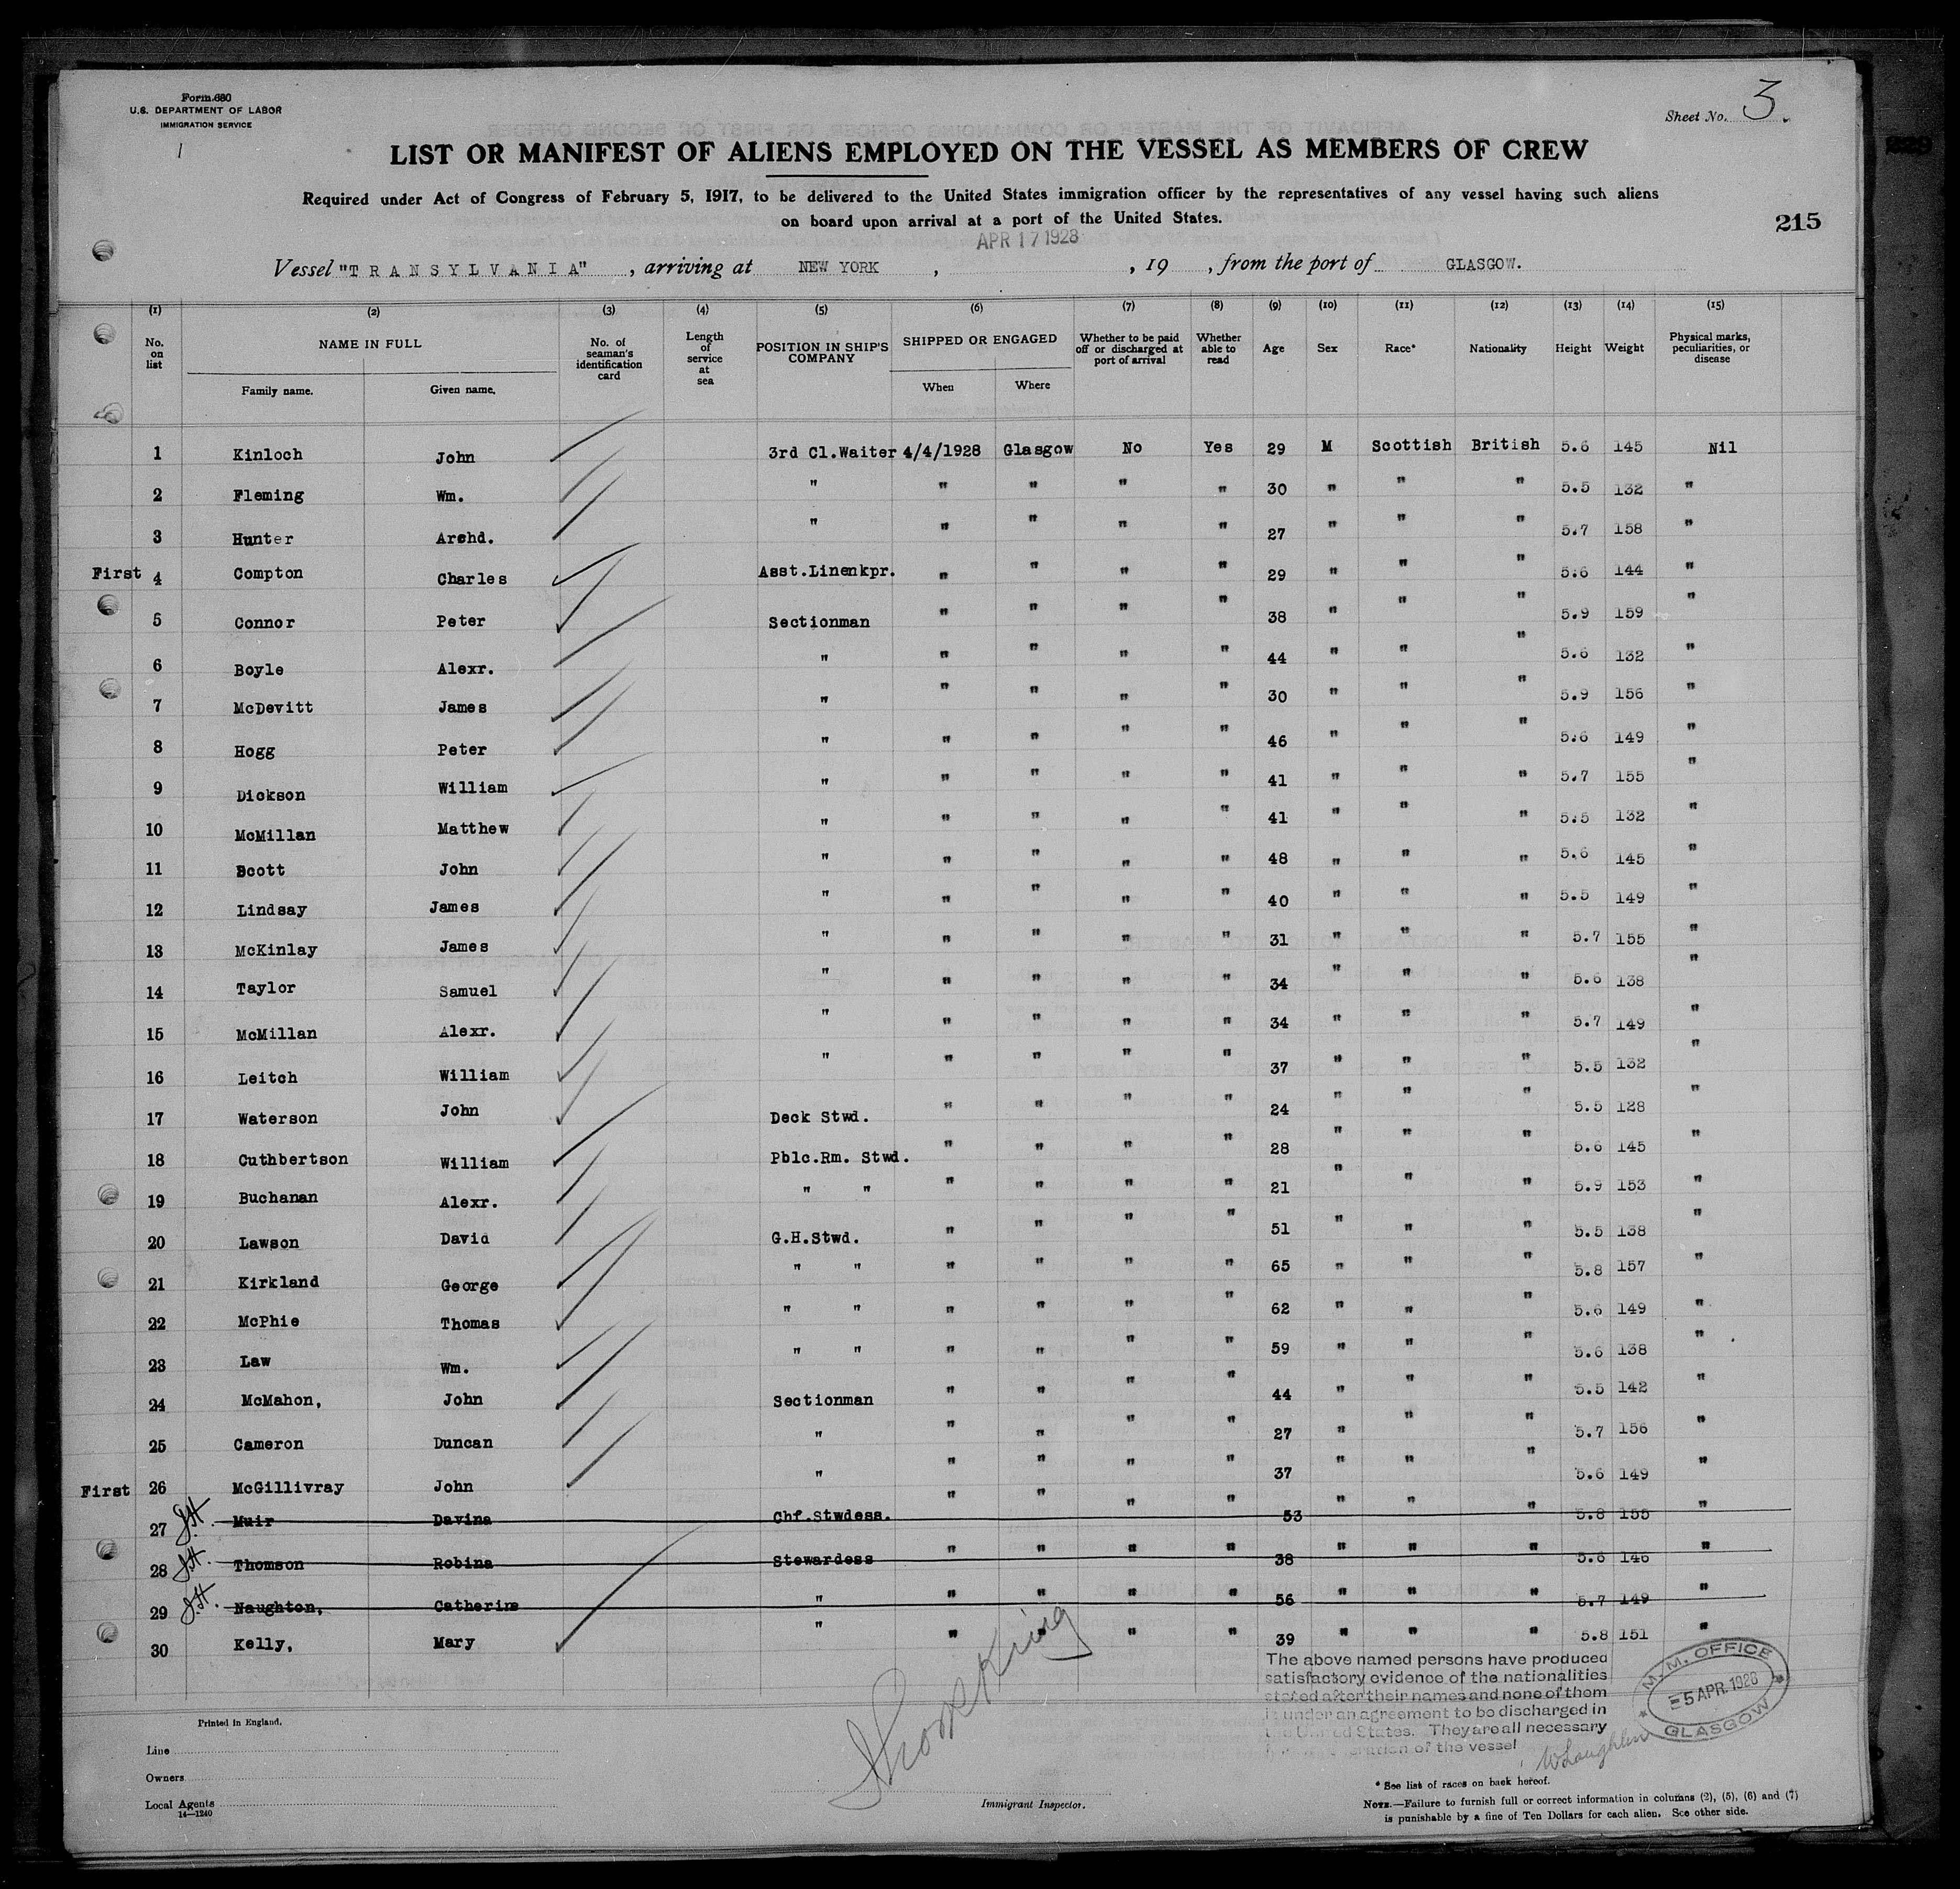 Form 680
U.S. DEPARTMENT OF LABOR
IMMIGRATION SERVICE
1
Sheet No. 3.
LIST OR MANIFEST OF ALIENS EMPLOYED ON THE VESSEL AS MEMBERS OF CREW
Required under Act of Congress of February 5, 1917, to be delivered to the United States immigration officer by the representatives of any vessel having such aliens
on board upon arrival at a port of the United States.
215
APR 17 1928
Vessel "TRANSYLVANIA", arriving at NEW YORK, , 19 , from the port of GLASGOW.
(1) (2) (3) (4) (5) (6) (7) (8) (9) (10) (11) (12) (13) (14) (15)
No. on list NAME IN FULL Family name. Given name. No. of seaman's identification card Length of service at sea POSITION IN SHIP'S COMPANY SHIPPED OR ENGAGED When Where Whether to be paid off or discharged at port of arrival Whether able to read Age Sex Race* Nationality Height Weight Physical marks, peculiarities, or disease
1 Kinloch John 3rd Cl.Waiter 4/4/1928 Glasgow No Yes 29 M Scottish British 5.6 145 Nil
2 Fleming Wm. " " " " " 30 " " " 5.5 132 "
3 Hunter Archd. " " " " " 27 " " " 5.7 158 "
First 4 Compton Charles Asst.Linenkpr. " " " " 29 " " " 5.6 144 "
5 Connor Peter Sectionman " " " " 38 " " " 5.9 159 "
6 Boyle Alexr. " " " " " 44 " " " 5.6 132 "
7 McDevitt James " " " " " 30 " " " 5.9 156 "
8 Hogg Peter " " " " " 46 " " " 5.6 149 "
9 Dickson William " " " " " 41 " " " 5.7 155 "
10 McMillan Matthew " " " " " 41 " " " 5.5 132 "
11 Scott John " " " " " 48 " " " 5.6 145 "
12 Lindsay James " " " " " 40 " " " 5.5 149 "
13 McKinlay James " " " " " 31 " " " 5.7 155 "
14 Taylor Samuel " " " " " 34 " " " 5.6 138 "
15 McMillan Alexr. " " " " " 34 " " " 5.7 149 "
16 Leitch William " " " " " 37 " " " 5.5 132 "
17 Waterson John Deck Stwd. " " " " 24 " " " 5.5 128 "
18 Cuthbertson William Pblc.Rm. Stwd. " " " " 28 " " " 5.6 145 "
19 Buchanan Alexr. " " " " " " 21 " " " 5.9 153 "
20 Lawson David G.H.Stwd. " " " " 51 " " " 5.5 138 "
21 Kirkland George " " " " " " 65 " " " 5.8 157 "
22 McPhie Thomas " " " " " " 62 " " " 5.6 149 "
23 Law Wm. " " " " " " 59 " " " 5.6 138 "
24 McMahon, John Sectionman " " " " 44 " " " 5.5 142 "
25 Cameron Duncan " " " " " 27 " " " 5.7 156 "
First 26 McGillivray John " " " " " 37 " " " 5.6 149 "
27 Muir Davina Chf.Stwdess. " " " " 53 " " " 5.8 155 "
28 Thomson Robina Stewardess " " " " 38 " " " 5.6 146 "
29 Naughton, Catherine " " " " " 56 " " " 5.7 149 "
30 Kelly, Mary " " " " " 39 " " " 5.8 151 "
The above named persons have produced
satisfactory evidence of the nationalities
stated after their names and none of them
is under an agreement to be discharged in
the United States. They are all necessary
operation of the vessel
M.M. OFFICE
5 APR. 1928
GLASGOW
Printed in England.
Line
Owners
Local Agents
14—1240
Immigrant Inspector.
* See list of races on back hereof.
NOTE.—Failure to furnish full or correct information in columns (2), (5), (6) and (7)
is punishable by a fine of Ten Dollars for each alien. See other side.